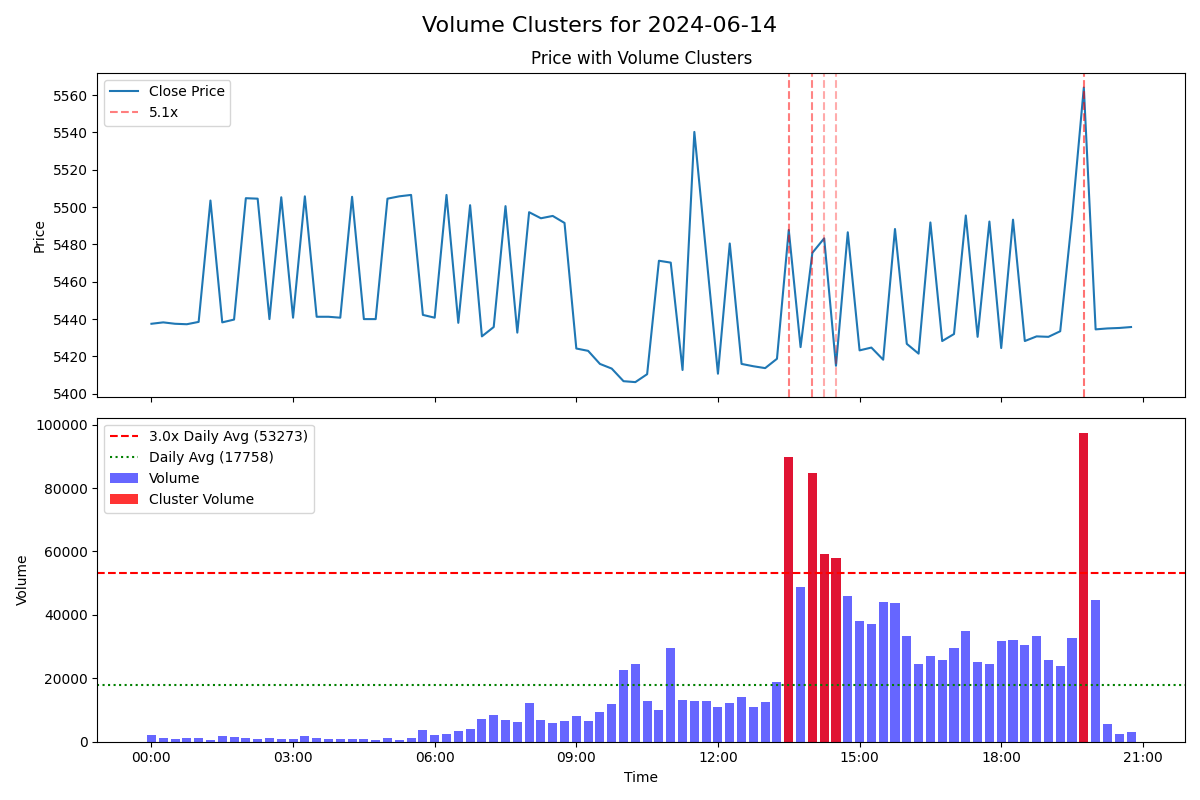 Volume Clusters for 2024-06-14
Price with Volume Clusters
Close Price
5.1x
5560
5540
5520
5500
5480
5460
5440
5420
5400
Price
3.0x Daily Avg (53273)
Daily Avg (17758)
Volume
Cluster Volume
100000
80000
60000
40000
20000
0
Volume
00:00 03:00 06:00 09:00 12:00 15:00 18:00 21:00
Time